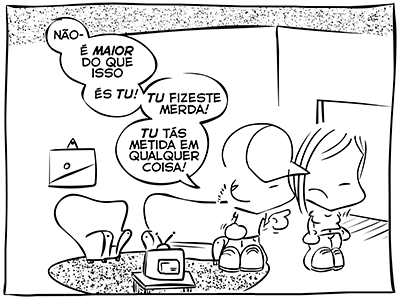 NÃO-
É MAIOR
DO QUE
ISSO
ÉS TU!
TU FIZESTE
MERDA!
TU TÁS
METIDA EM
QUALQUER
COISA!